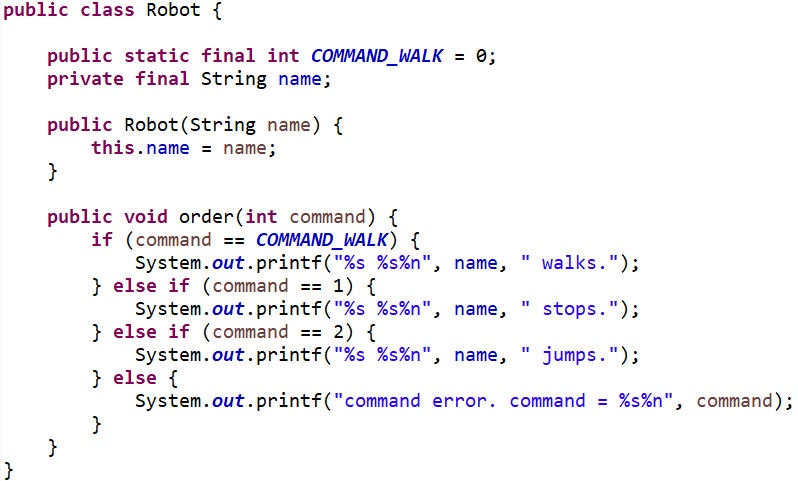 public class Robot {
    public static final int COMMAND_WALK = 0;
    private final String name;
    public Robot(String name) {
        this.name = name;
    }
    public void order(int command) {
        if (command == COMMAND_WALK) {
            System.out.printf("%s %s%n", name, " walks.");
        } else if (command == 1) {
            System.out.printf("%s %s%n", name, " stops.");
        } else if (command == 2) {
            System.out.printf("%s %s%n", name, " jumps.");
        } else {
            System.out.printf("command error. command = %s%n", command);
        }
    }
}